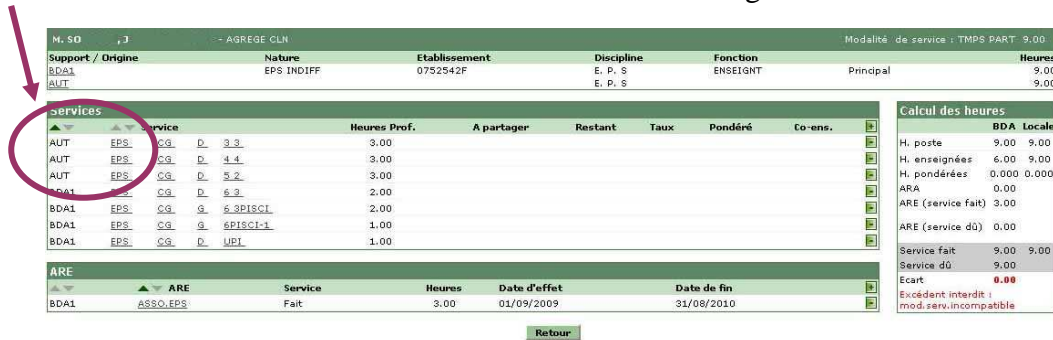 M. SO ,J - AGREGE CLN Modalité de service : TMPS PART 9.00
Support / Origine Nature Etablissement Discipline Fonction Heures
BDA1 EPS INDIFF 0752542F E. P. S ENSEIGNT Principal 9.00
AUT E. P. S 9.00
Services
Service Heures Prof. A partager Restant Taux Pondéré Co-ens.
AUT EPS CG D 3 3 3.00
AUT EPS CG D 4 4 3.00
AUT EPS CG D 5 2 3.00
BDA1 EPS CG D 6 3 2.00
BDA1 EPS CG G 6 3PISCI 2.00
BDA1 EPS CG G 6PISCI-1 1.00
BDA1 EPS CG D UPI 1.00
ARE
ARE Service Heures Date d'effet Date de fin
BDA1 ASSO.EPS Fait 3.00 01/09/2009 31/08/2010
Calcul des heures
BDA Locale
H. poste 9.00 9.00
H. enseignées 6.00 9.00
H. pondérées 0.000 0.000
ARA 0.00
ARE (service fait) 3.00
ARE (service dû) 0.00
Service fait 9.00 9.00
Service dû 9.00
Ecart 0.00
Excédent interdit :
mod.serv.incompatible
Retour